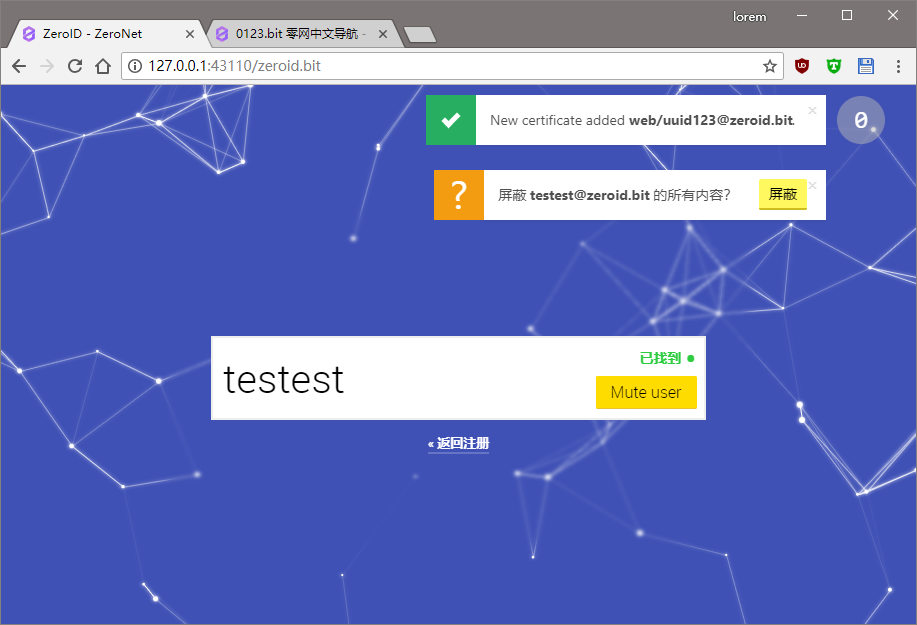 lorem
ZeroID - ZeroNet
0123.bit 零网中文导航 -
127.0.0.1:43110/zeroid.bit
New certificate added web/uuid123@zeroid.bit.
0
屏蔽 testest@zeroid.bit 的所有内容?
屏蔽
testest
已找到
Mute user
« 返回注册